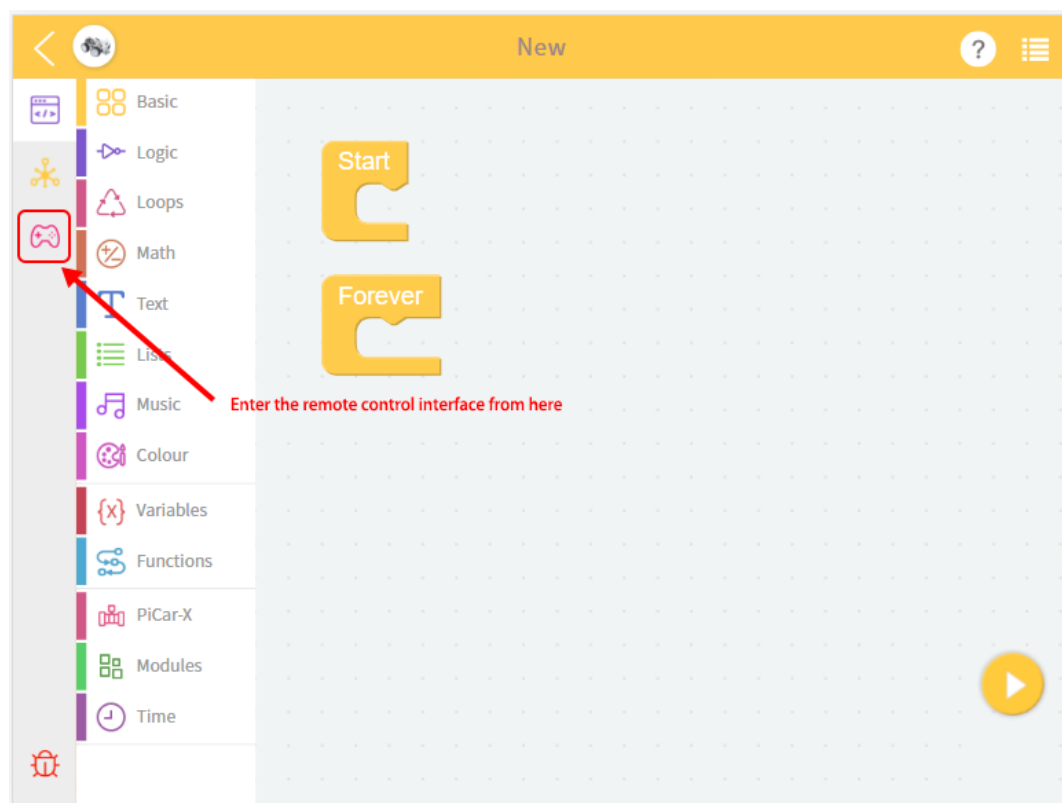 New
?
Basic
Logic
Loops
Math
Text
Lists
Music
Colour
Variables
Functions
PiCar-X
Modules
Time
Start
Forever
Enter the remote control interface from here